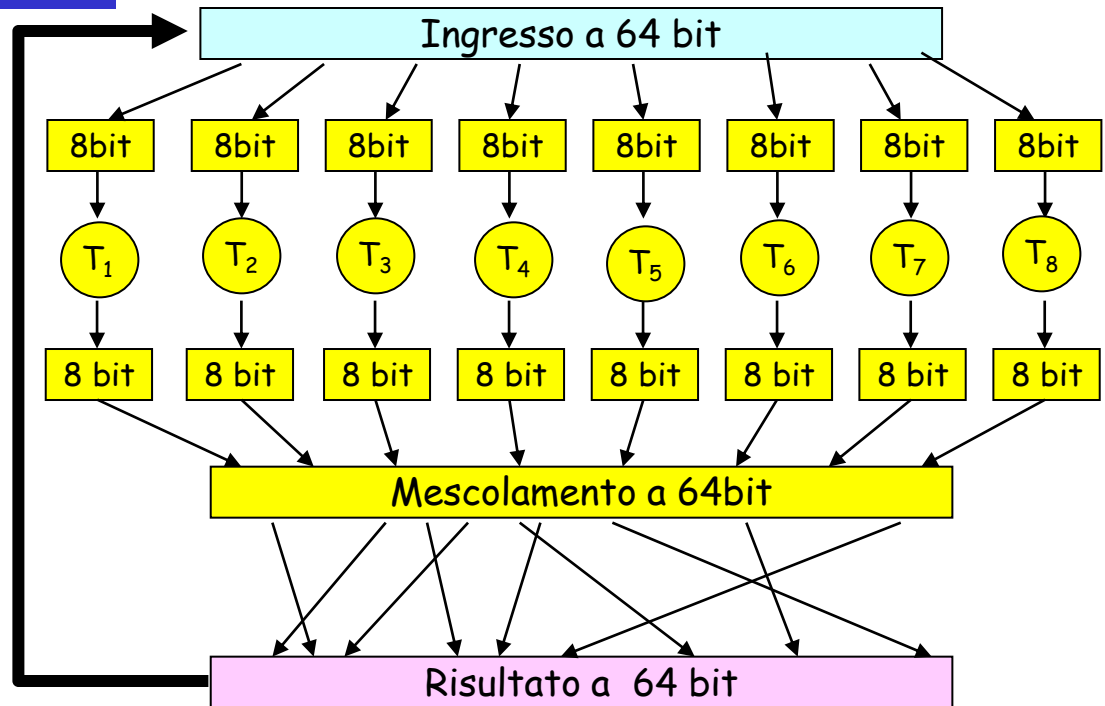 Ingresso a 64 bit
8bit 8bit 8bit 8bit 8bit 8bit 8bit 8bit
T₁ T₂ T₃ T₄ T₅ T₆ T₇ T₈
8 bit 8 bit 8 bit 8 bit 8 bit 8 bit 8 bit 8 bit
Mescolamento a 64bit
Risultato a 64 bit